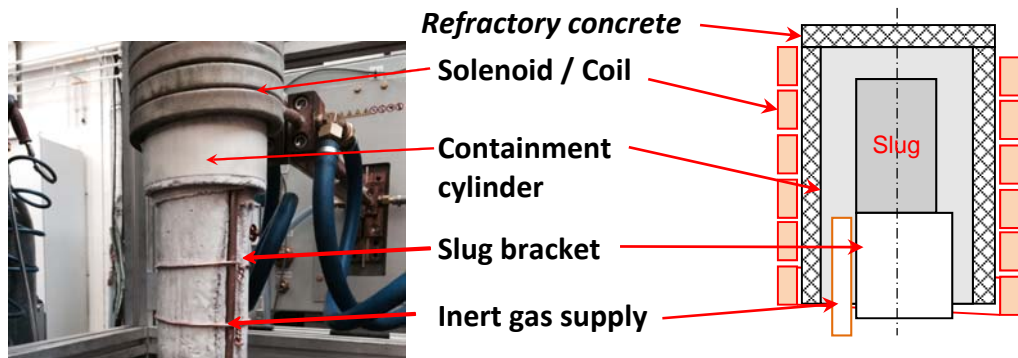 Refractory concrete
Solenoid / Coil
Containment
cylinder
Slug bracket
Inert gas supply
Slug